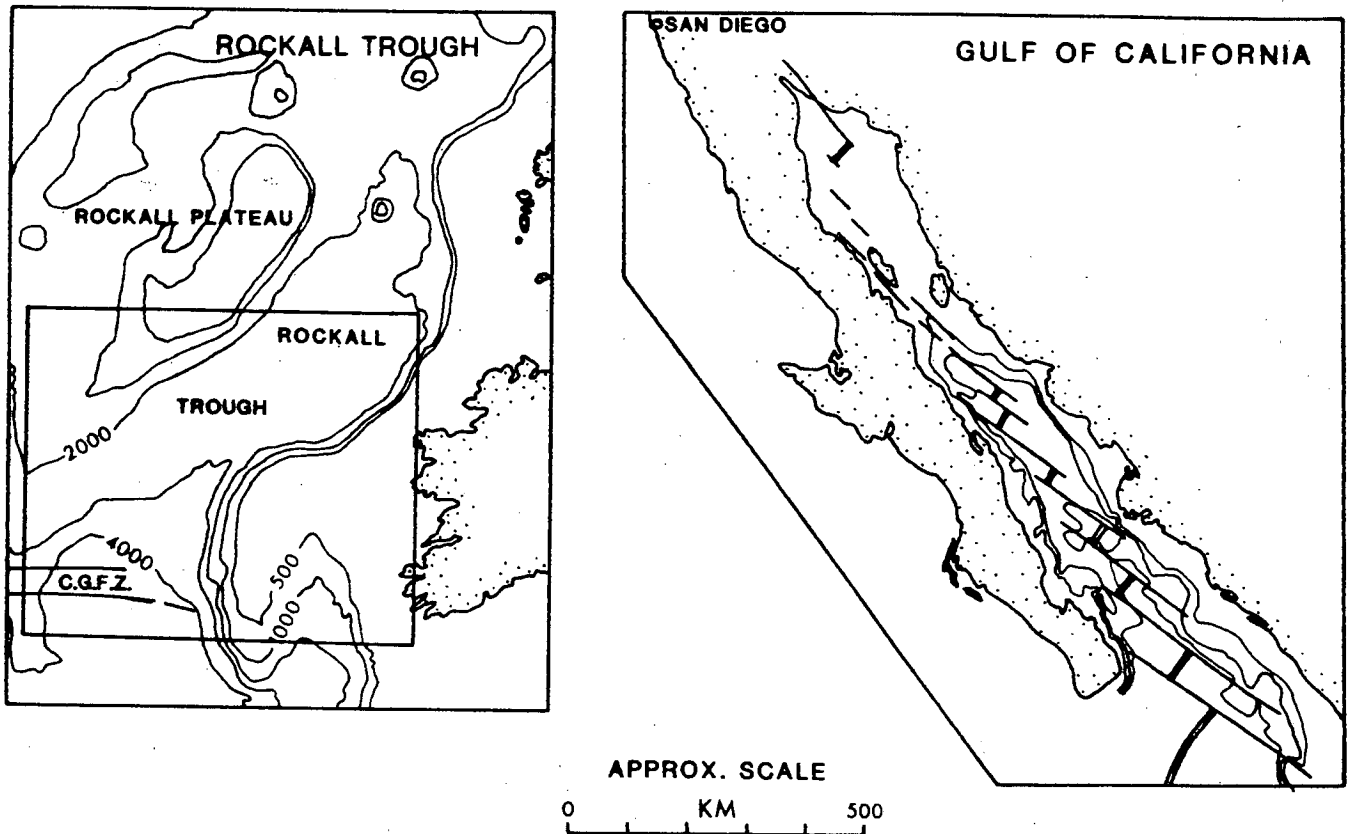 ROCKALL TROUGH
ROCKALL PLATEAU
ROCKALL
TROUGH
2000
4000
C.G.F.Z.
500
1000
SAN DIEGO
GULF OF CALIFORNIA
APPROX. SCALE
0 KM 500